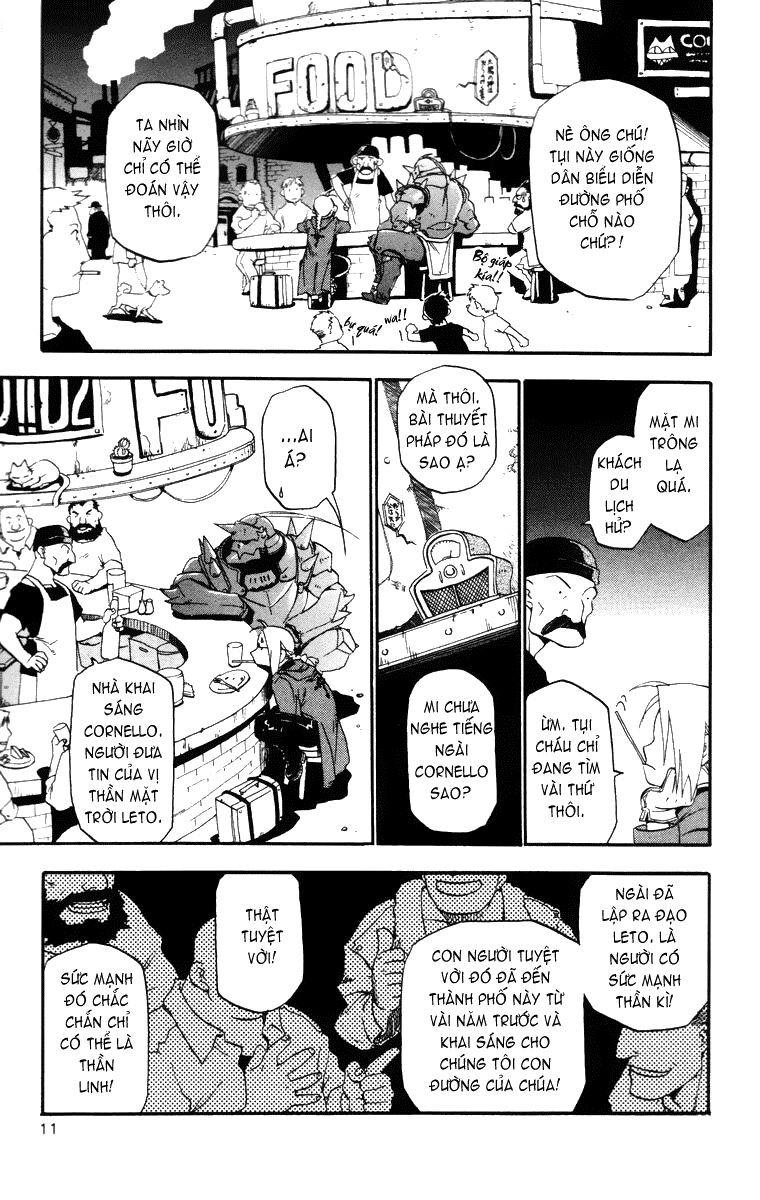 FOOD
COF
NÈ ÔNG CHÚ!
TỤI NÀY GIỐNG
DÂN BIỂU DIỄN
ĐƯỜNG PHỐ
CHỖ NÀO
CHỨ?!
TA NHÌN
NÃY GIỜ
CHỈ CÓ THỂ
ĐOÁN VẬY
THÔI.
Bộ giáp
kìa!!
wa!!
bự quá!
MẶT MI
TRÔNG LẠ
QUÁ.
KHÁCH
DU
LỊCH
HỬ?
ỪM, TỤI
CHÁU CHỈ
ĐANG TÌM
VÀI THỨ
THÔI.
MÀ THÔI,
BÀI THUYẾT
PHÁP ĐÓ LÀ
SAO Ạ?
MI CHƯA
NGHE TIẾNG
NGÀI
CORNELLO
SAO?
...AI
Á?
FO
NHÀ KHAI
SÁNG
CORNELLO,
NGƯỜI ĐƯA
TIN CỦA VỊ
THẦN MẶT
TRỜI LETO.
NGÀI ĐÃ
LẬP RA ĐẠO
LETO, LÀ
NGƯỜI CÓ
SỨC MẠNH
THẦN KÌ!
CON NGƯỜI TUYỆT
VỜI ĐÓ ĐÃ ĐẾN
THÀNH PHỐ NÀY TỪ
VÀI NĂM TRƯỚC VÀ
KHAI SÁNG CHO
CHÚNG TÔI CON
ĐƯỜNG CỦA CHÚA!
THẬT
TUYỆT
VỜI!
SỨC MẠNH
ĐÓ CHẮC
CHẮN CHỈ
CÓ THỂ LÀ
THẦN
LINH!
11